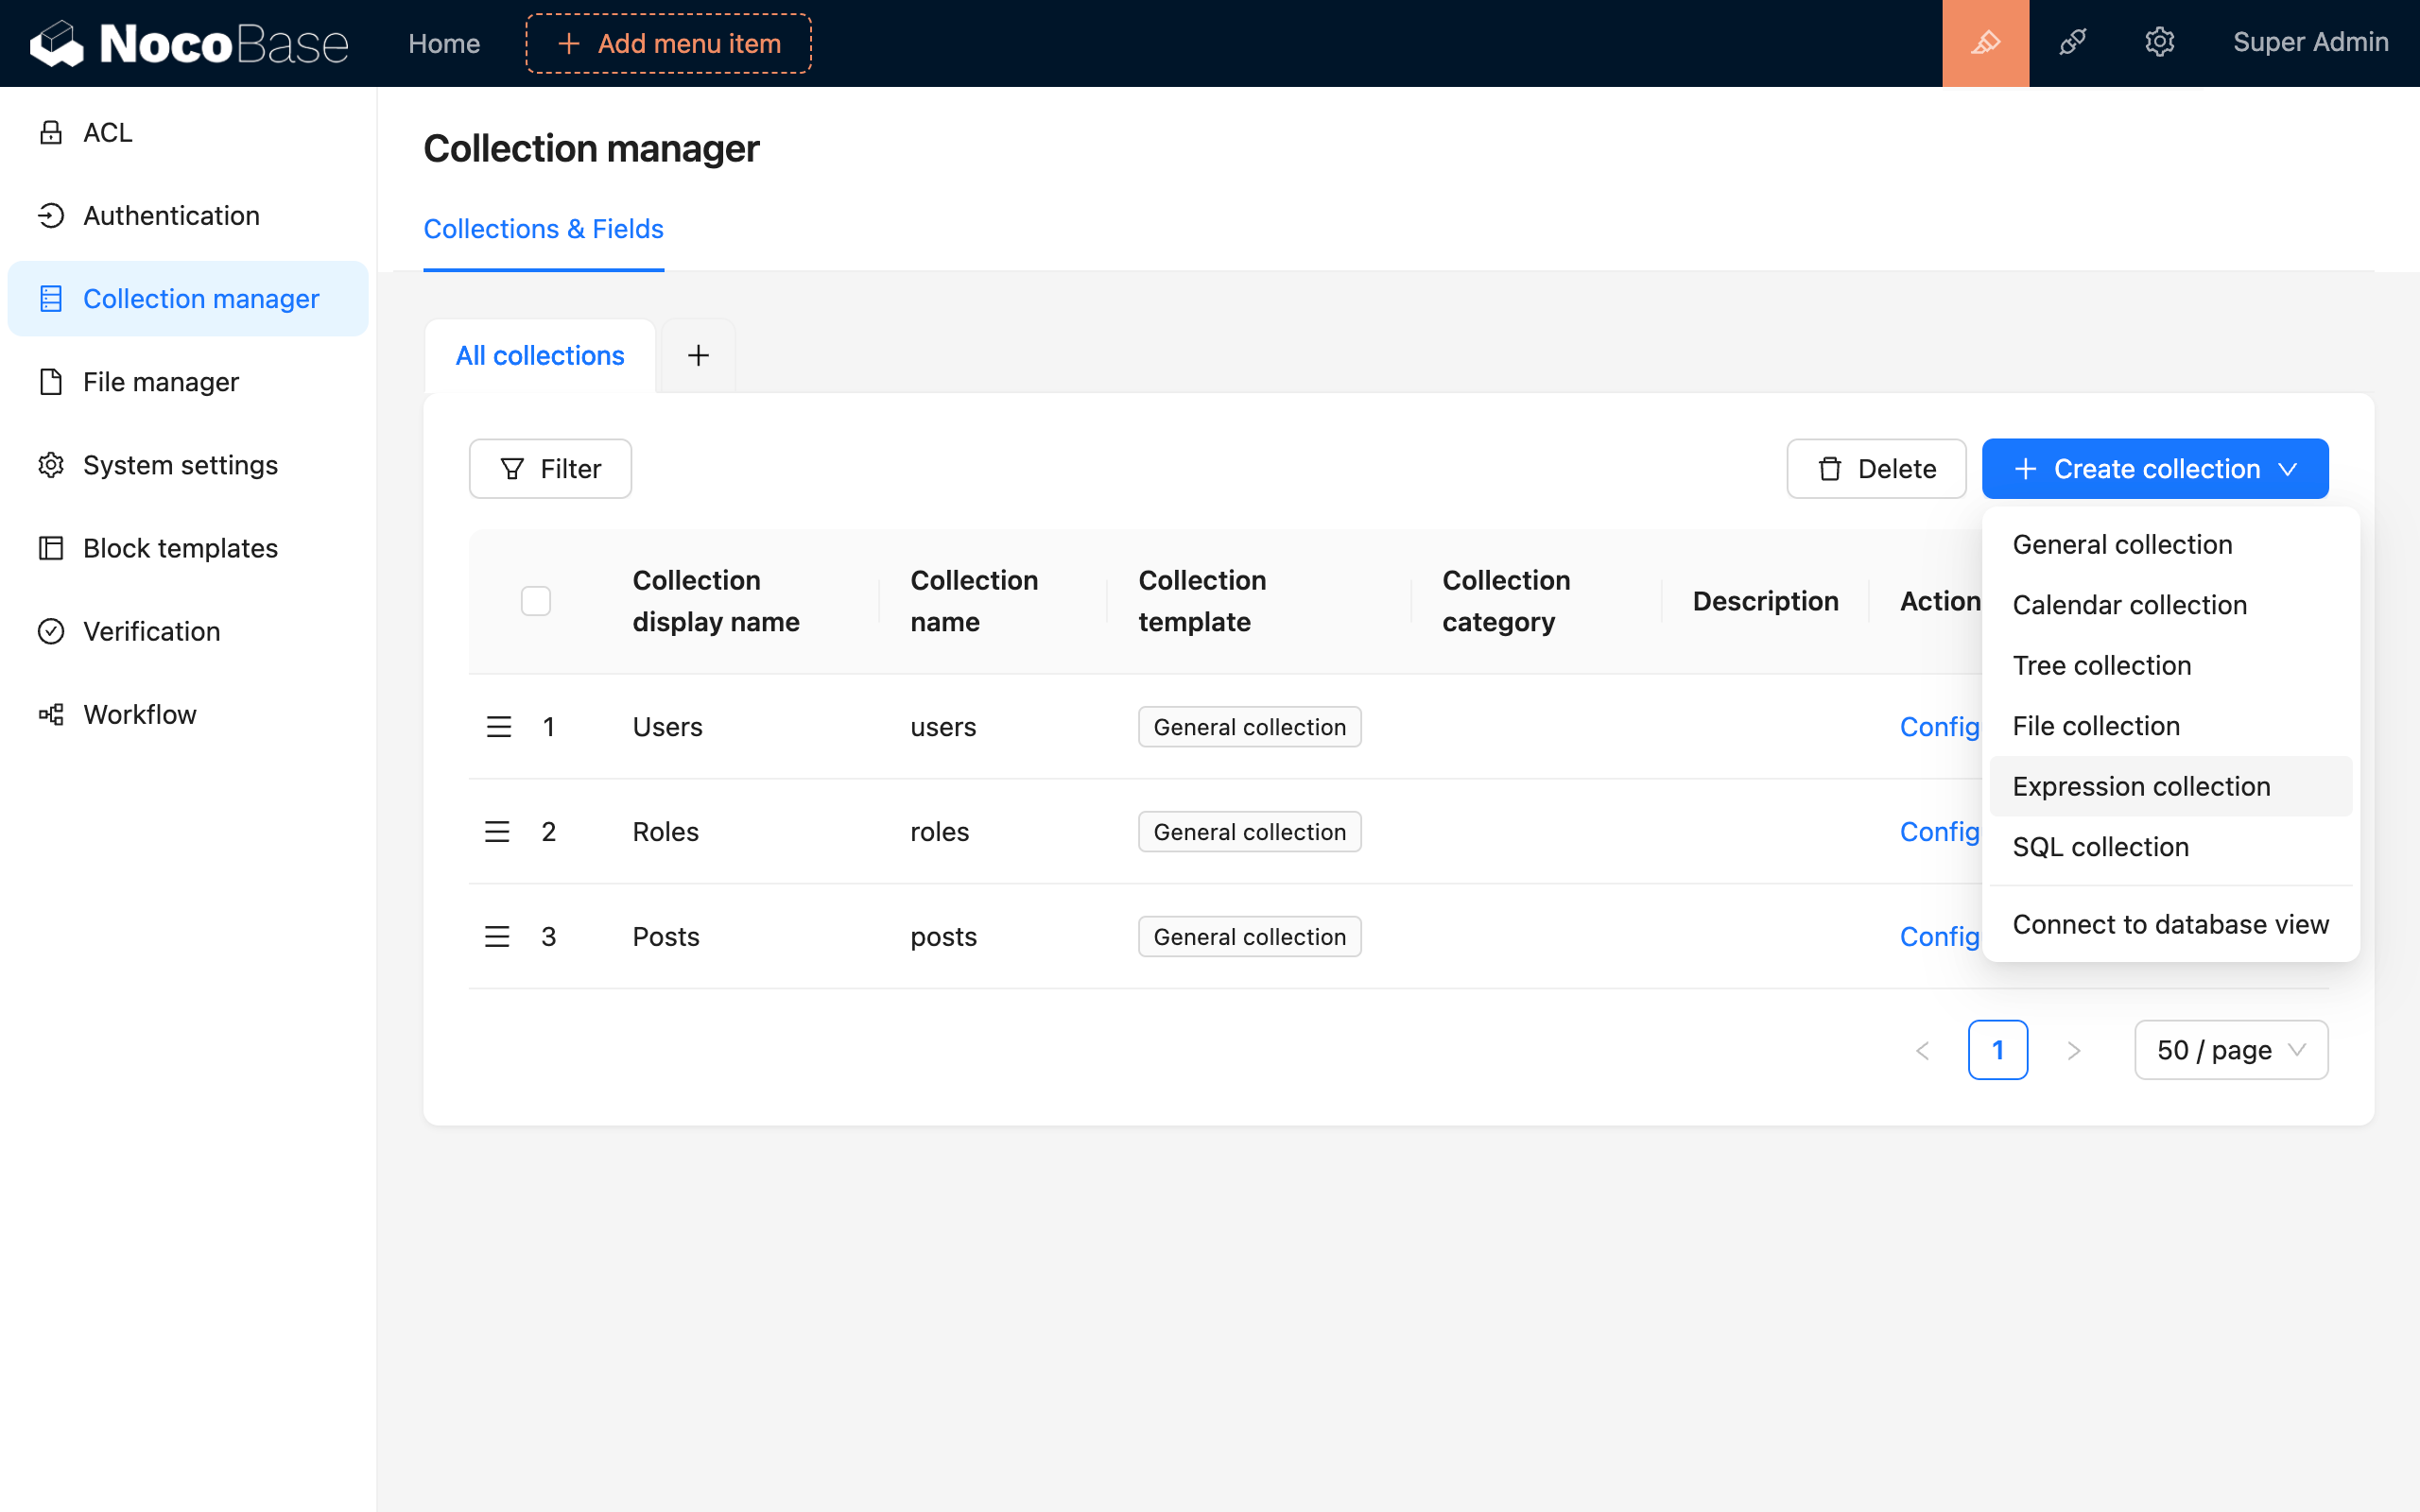 NocoBase
Home
Add menu item
Super Admin
ACL
Authentication
Collection manager
File manager
System settings
Block templates
Verification
Workflow
Collection manager
Collections & Fields
All collections
Filter
Delete
Create collection
Collection display name
Collection name
Collection template
Collection category
Description
Action
1 Users users General collection Config
2 Roles roles General collection Config
3 Posts posts General collection Config
General collection
Calendar collection
Tree collection
File collection
Expression collection
SQL collection
Connect to database view
1
50 / page